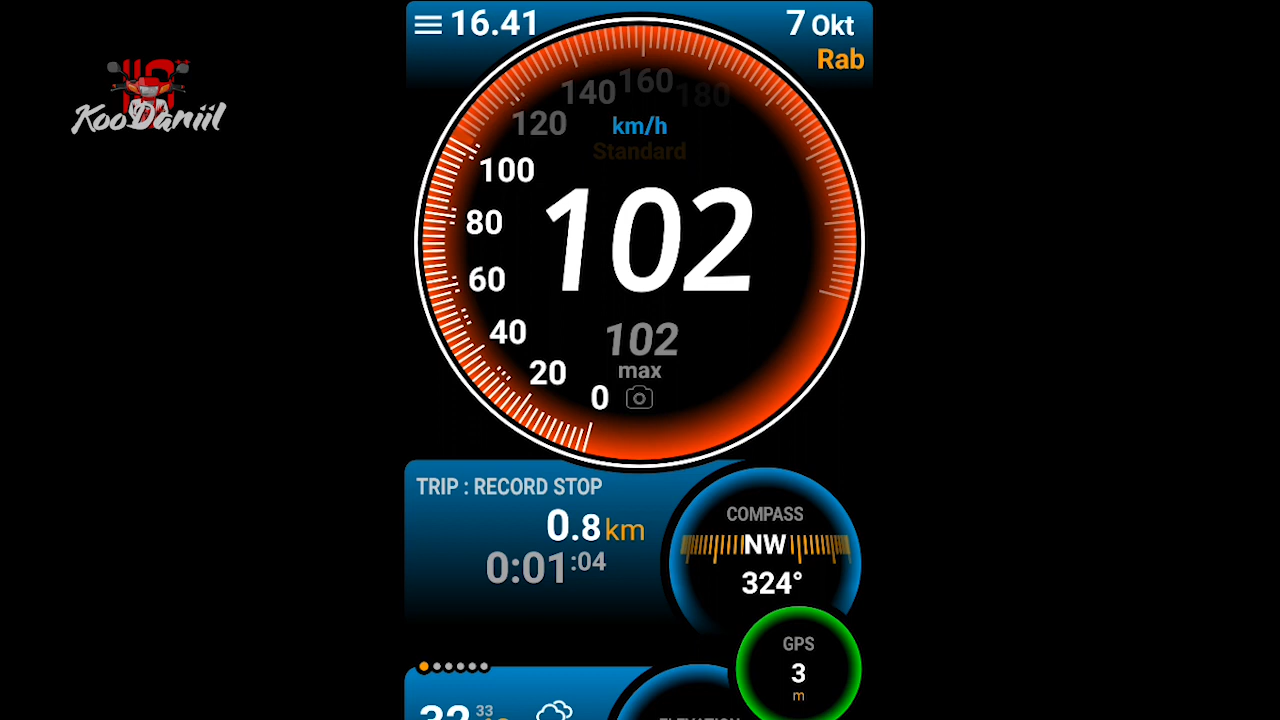 KooDaniil
16.41
7 Okt
Rab
180
160
140
120
100
80
60
40
20
0
km/h
Standard
102
102
max
TRIP : RECORD STOP
0.8 km
0:01:04
COMPASS
NW
324°
GPS
3
m
33